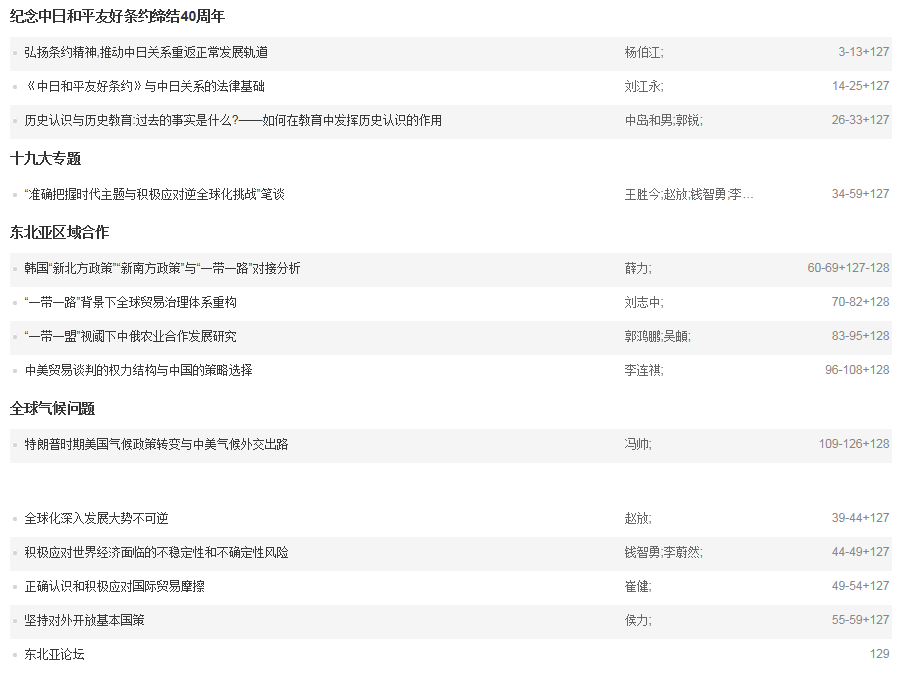 纪念中日和平友好条约缔结40周年
弘扬条约精神,推动中日关系重返正常发展轨道 杨伯江; 3-13+127
《中日和平友好条约》与中日关系的法律基础 刘江永; 14-25+127
历史认识与历史教育:过去的事实是什么?——如何在教育中发挥历史认识的作用 中岛和男;郭锐; 26-33+127
十九大专题
“准确把握时代主题与积极应对逆全球化挑战”笔谈 王胜今;赵放;钱智勇;李… 34-59+127
东北亚区域合作
韩国“新北方政策”“新南方政策”与“一带一路”对接分析 薛力; 60-69+127-128
“一带一路”背景下全球贸易治理体系重构 刘志中; 70-82+128
“一带一盟”视阈下中俄农业合作发展研究 郭鸿鹏;吴頔; 83-95+128
中美贸易谈判的权力结构与中国的策略选择 李连祺; 96-108+128
全球气候问题
特朗普时期美国气候政策转变与中美气候外交出路 冯帅; 109-126+128
全球化深入发展大势不可逆 赵放; 39-44+127
积极应对世界经济面临的不稳定性和不确定性风险 钱智勇;李蔚然; 44-49+127
正确认识和积极应对国际贸易摩擦 崔健; 49-54+127
坚持对外开放基本国策 侯力; 55-59+127
东北亚论坛 129